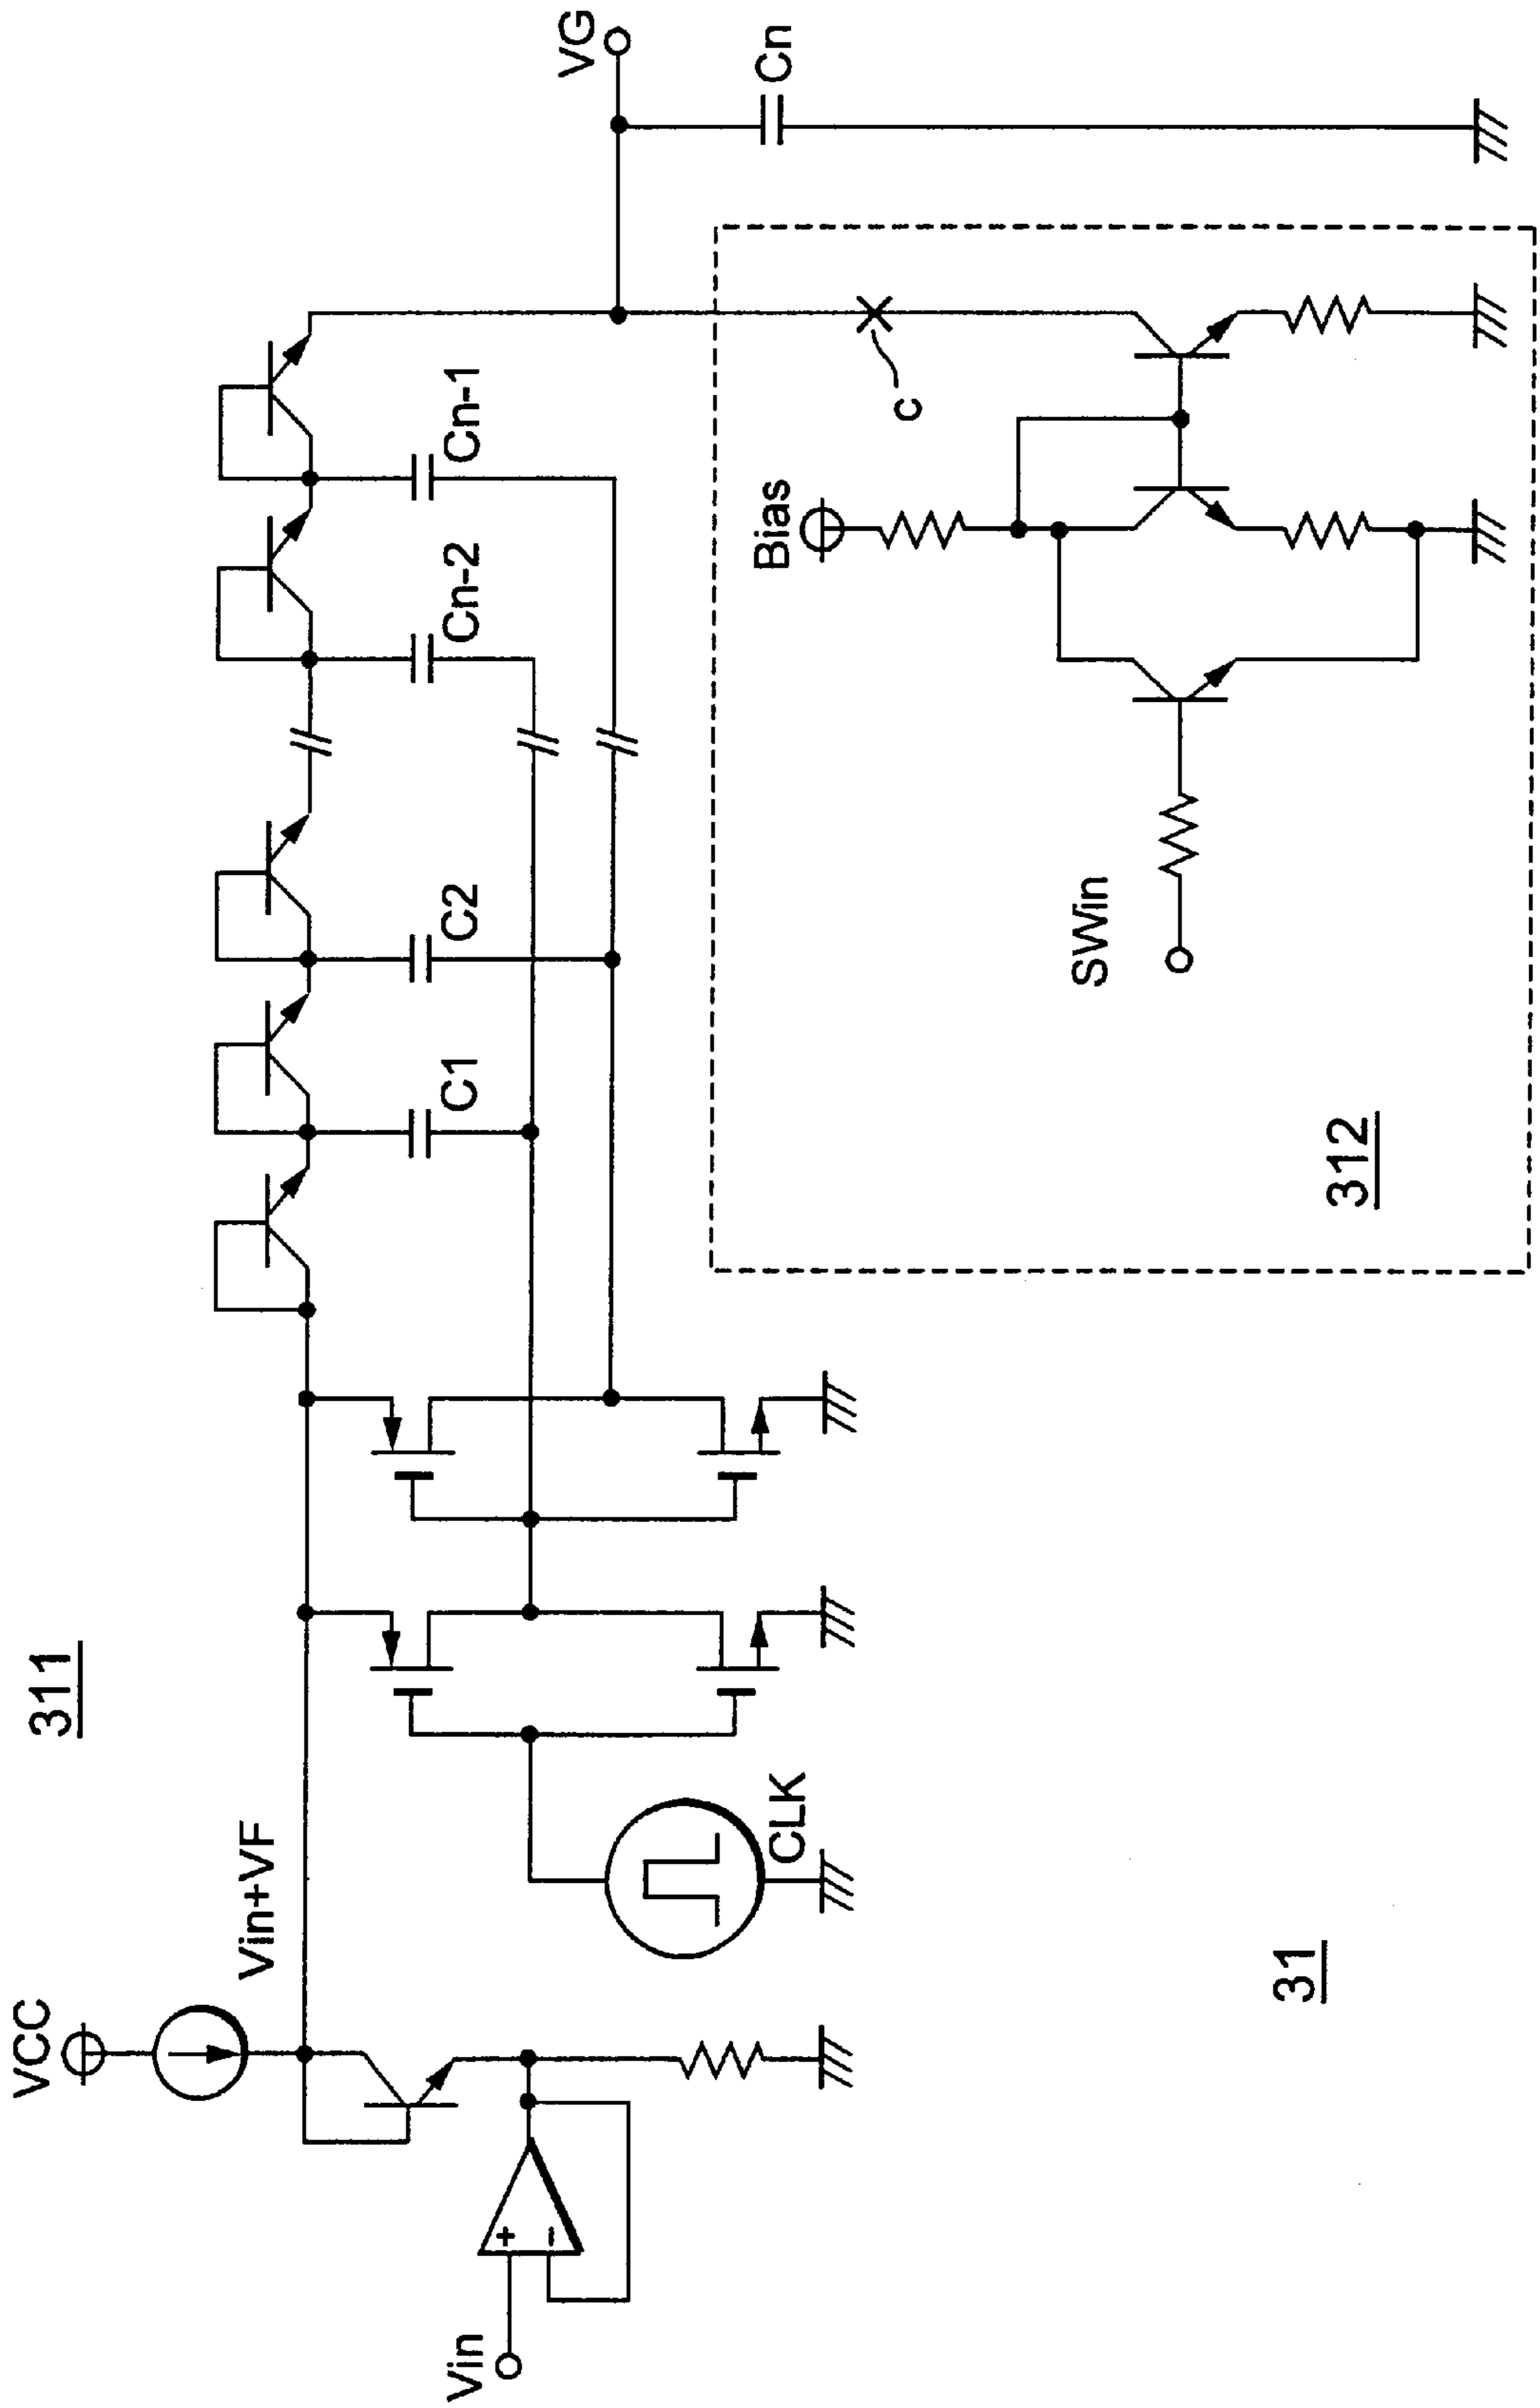 311
VCC
Vin+VF
Vin
+
−
CLK
C1
C2
Cn-2
Cn-1
VG
Cn
Bias
c
SWin
312
31